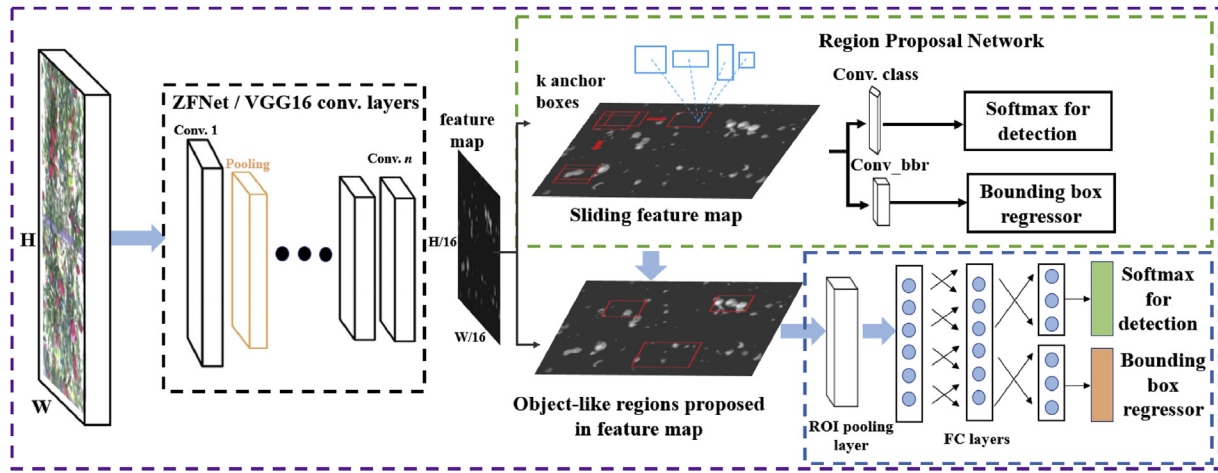 H
W
ZFNet / VGG16 conv. layers
Conv. 1
Pooling
Conv. n
feature
map
H/16
W/16
Region Proposal Network
k anchor
boxes
Sliding feature map
Conv. class
Softmax for
detection
Conv_bbr
Bounding box
regressor
Object-like regions proposed
in feature map
ROI pooling
layer
FC layers
Softmax
for
detection
Bounding
box
regressor